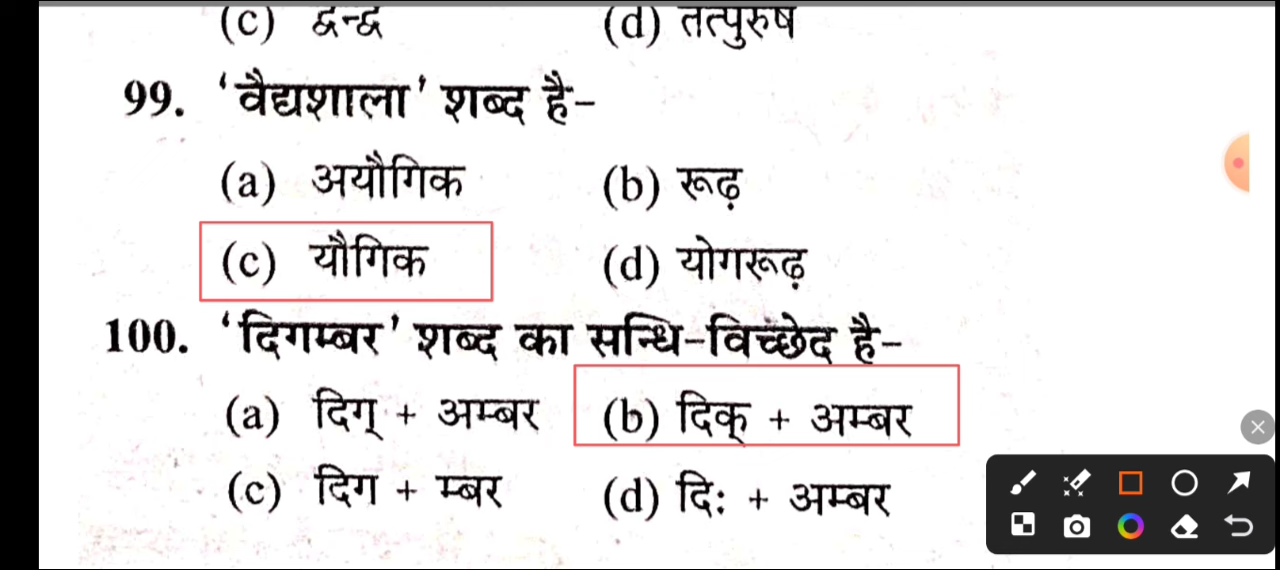 (c) द्वन्द्व (d) तत्पुरुष
99. 'वैद्यशाला' शब्द है-
(a) अयौगिक (b) रूढ़
(c) यौगिक (d) योगरूढ़
100. 'दिगम्बर' शब्द का सन्धि-विच्छेद है-
(a) दिग् + अम्बर (b) दिक् + अम्बर
(c) दिग + म्बर (d) दिः + अम्बर